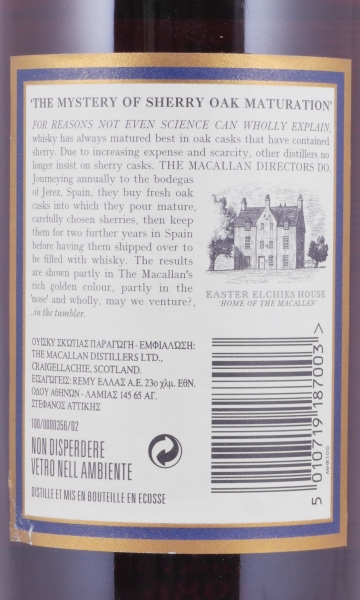 'THE MYSTERY OF SHERRY OAK MATURATION'
FOR REASONS NOT EVEN SCIENCE CAN WHOLLY EXPLAIN,
whisky has always matured best in oak casks that have contained
sherry. Due to increasing expense and scarcity, other distillers no
longer insist on sherry casks. THE MACALLAN DIRECTORS DO.
Journeying annually to the bodegas
of Jerez, Spain, they buy fresh oak
casks into which they pour mature,
carefully chosen sherries, then keep
them for two further years in Spain
before having them shipped over to
be filled with whisky. The results
are shown partly in The Macallan's
rich golden colour, partly in the
'nose' and wholly, may we venture?,
..in the tumbler.
EASTER ELCHIES HOUSE
'HOME OF THE MACALLAN'
ΟΥΙΣΚΥ ΣΚΩΤΙΑΣ ΠΑΡΑΓΩΓΗ - ΕΜΦΙΑΛΩΣΗ:
THE MACALLAN DISTILLERS LTD.,
CRAIGELLACHIE, SCOTLAND.
ΕΙΣΑΓΩΓΕΙΣ: REMY ΕΛΛΑΣ Α.Ε. 23ο χλμ. ΕΘΝ.
ΟΔΟΥ ΑΘΗΝΩΝ - ΛΑΜΙΑΣ 145 65 ΑΓ.
ΣΤΕΦΑΝΟΣ ΑΤΤΙΚΗΣ
100/0000356/02
NON DISPERDERE
VETRO NELL AMBIENTE
DISTILLE ET MIS EN BOUTEILLE EN ECOSSE
5 010719 187003 >